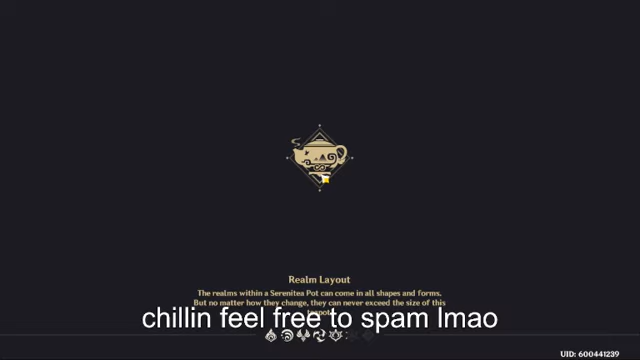 Realm Layout
The realms within a Serenitea Pot can come in all shapes and forms.
But no matter how they change, they can never exceed the size of this
chillin feel free to spam lmao
UID: 600441239